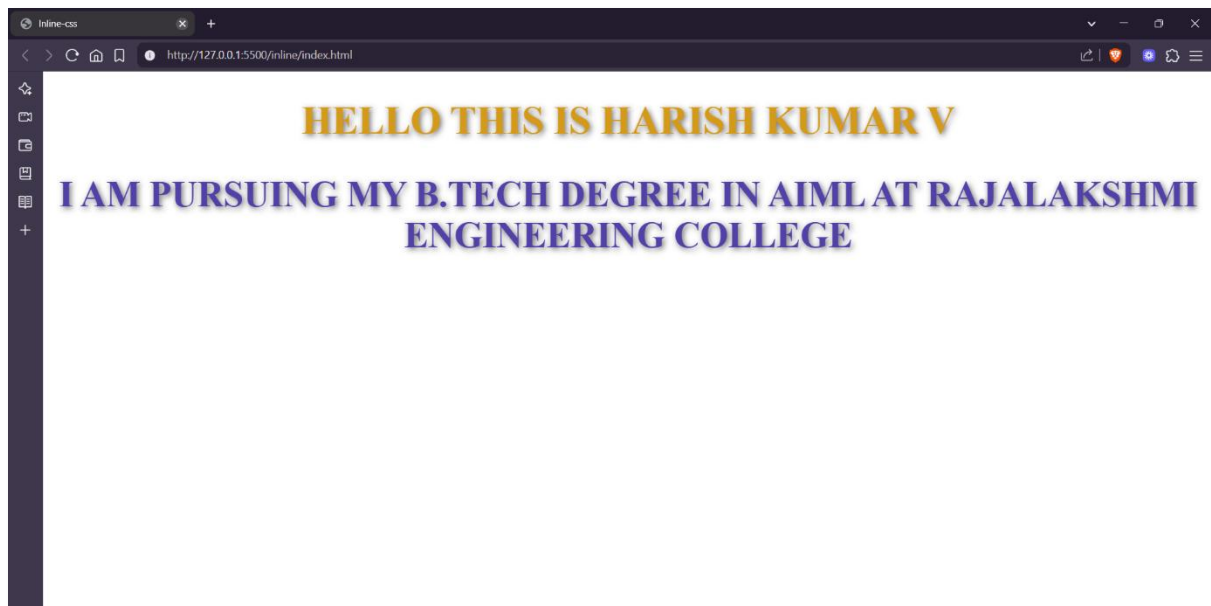 Inline-css
http://127.0.0.1:5500/inline/index.html
HELLO THIS IS HARISH KUMAR V
I AM PURSUING MY B.TECH DEGREE IN AIML AT RAJALAKSHMI
ENGINEERING COLLEGE